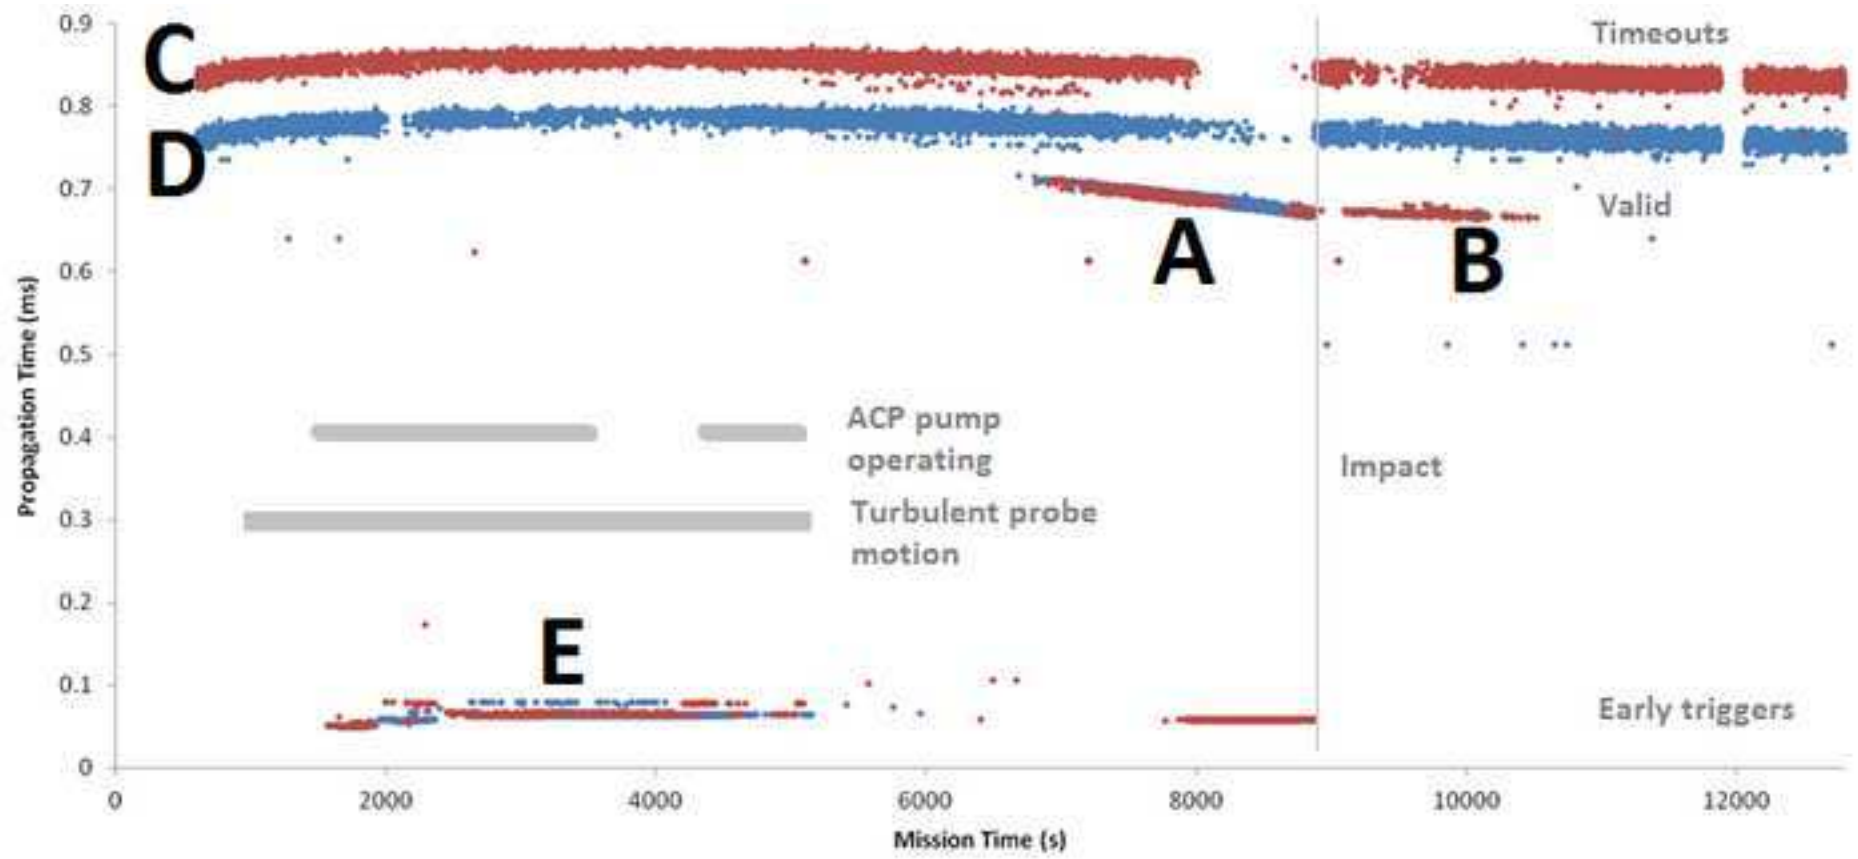 0.9
0.8
0.7
0.6
0.5
0.4
0.3
0.2
0.1
0
Propagation Time (ms)
C
D
A
B
E
Timeouts
Valid
ACP pump
operating
Impact
Turbulent probe
motion
Early triggers
0 2000 4000 6000 8000 10000 12000
Mission Time (s)